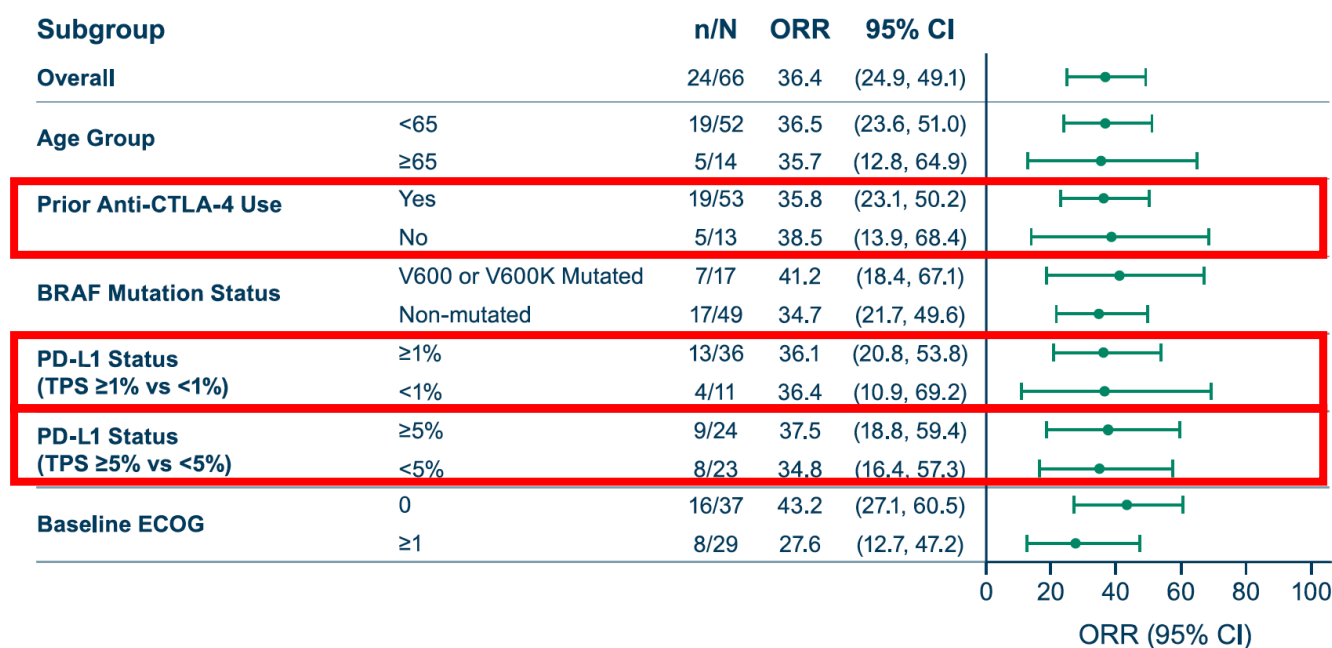 Subgroup n/N ORR 95% CI
Overall 24/66 36.4 (24.9, 49.1)
Age Group <65 19/52 36.5 (23.6, 51.0)
≥65 5/14 35.7 (12.8, 64.9)
Prior Anti-CTLA-4 Use Yes 19/53 35.8 (23.1, 50.2)
No 5/13 38.5 (13.9, 68.4)
BRAF Mutation Status V600 or V600K Mutated 7/17 41.2 (18.4, 67.1)
Non-mutated 17/49 34.7 (21.7, 49.6)
PD-L1 Status ≥1% 13/36 36.1 (20.8, 53.8)
(TPS ≥1% vs <1%) <1% 4/11 36.4 (10.9, 69.2)
PD-L1 Status ≥5% 9/24 37.5 (18.8, 59.4)
(TPS ≥5% vs <5%) <5% 8/23 34.8 (16.4, 57.3)
Baseline ECOG 0 16/37 43.2 (27.1, 60.5)
≥1 8/29 27.6 (12.7, 47.2)
0 20 40 60 80 100
ORR (95% CI)